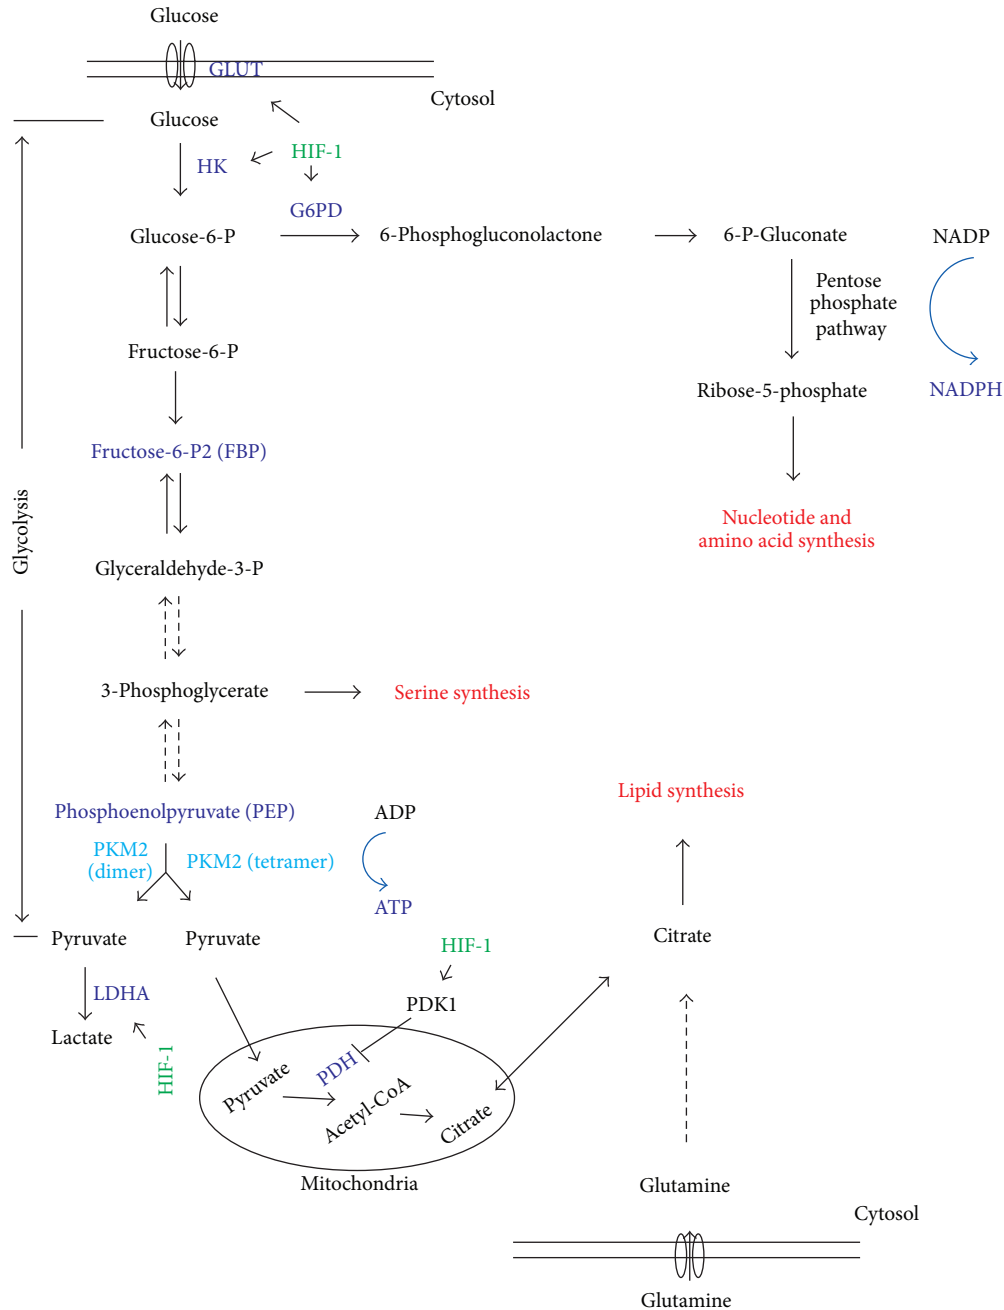 Glucose
GLUT
Cytosol
Glucose
HIF-1
HK
G6PD
Glucose-6-P
6-Phosphogluconolactone
6-P-Gluconate
NADP
Pentose
phosphate
pathway
Fructose-6-P
Ribose-5-phosphate
NADPH
Fructose-6-P2 (FBP)
Glycolysis
Nucleotide and
amino acid synthesis
Glyceraldehyde-3-P
3-Phosphoglycerate
Serine synthesis
Lipid synthesis
Phosphoenolpyruvate (PEP)
ADP
PKM2
(dimer)
PKM2 (tetramer)
ATP
Pyruvate
Pyruvate
HIF-1
Citrate
LDHA
PDK1
Lactate
HIF-1
PDH
Pyruvate
Acetyl-CoA
Citrate
Mitochondria
Glutamine
Cytosol
Glutamine